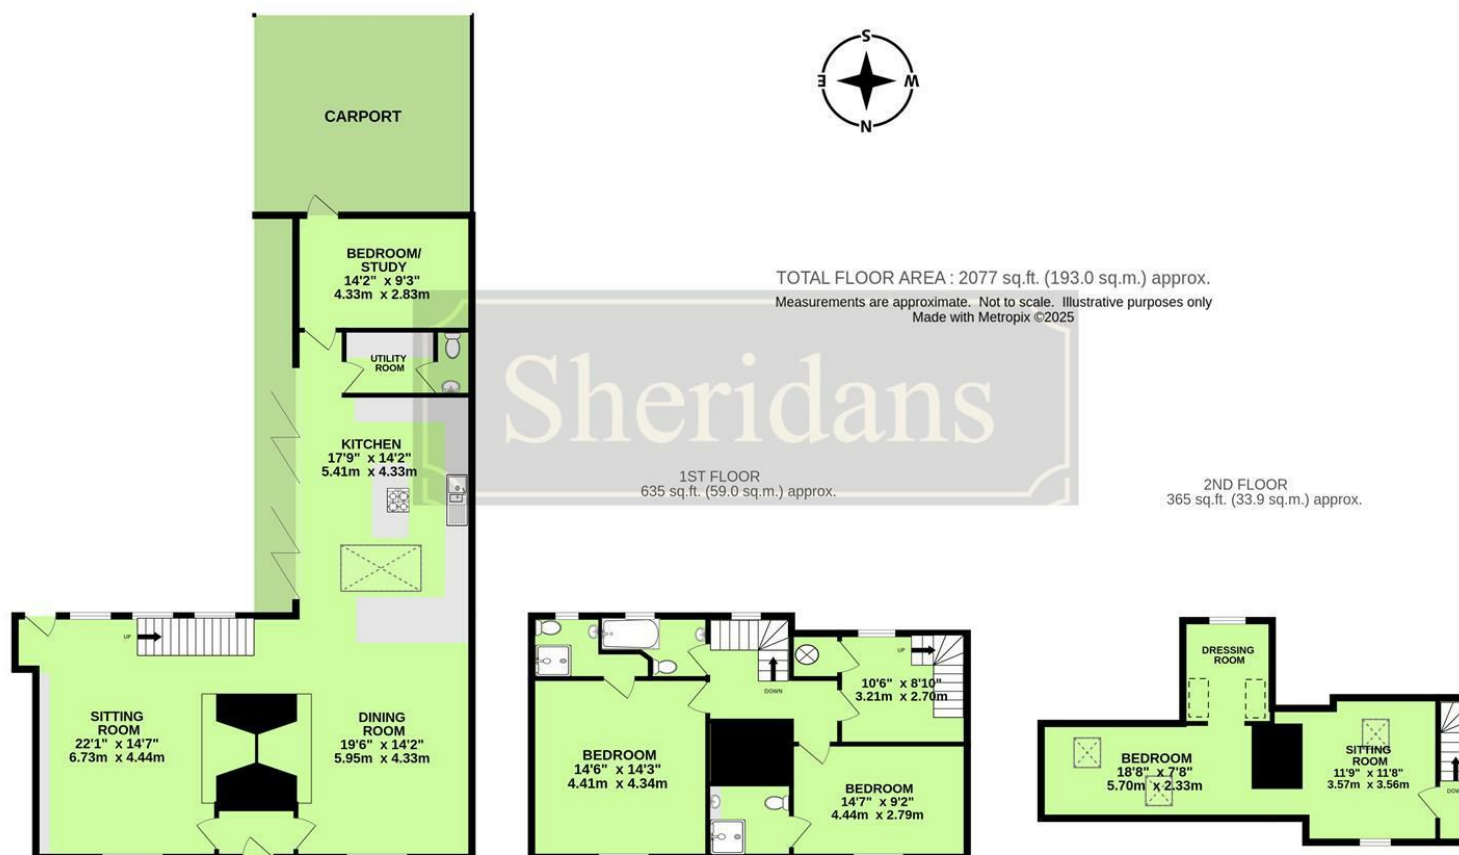 S
E
W
N
CARPORT
BEDROOM/
STUDY
14'2" x 9'3"
4.33m x 2.83m
TOTAL FLOOR AREA : 2077 sq.ft. (193.0 sq.m.) approx.
Measurements are approximate. Not to scale. Illustrative purposes only
Made with Metropix ©2025
UTILITY
ROOM
Sheridans
KITCHEN
17'9" x 14'2"
5.41m x 4.33m
1ST FLOOR
635 sq.ft. (59.0 sq.m.) approx.
2ND FLOOR
365 sq.ft. (33.9 sq.m.) approx.
UP
SITTING
ROOM
22'1" x 14'7"
6.73m x 4.44m
DINING
ROOM
19'6" x 14'2"
5.95m x 4.33m
UP
10'6" x 8'10"
3.21m x 2.70m
DOWN
BEDROOM
14'6" x 14'3"
4.41m x 4.34m
BEDROOM
14'7" x 9'2"
4.44m x 2.79m
DRESSING
ROOM
BEDROOM
18'8" x 7'8"
5.70m x 2.33m
SITTING
ROOM
11'9" x 11'8"
3.57m x 3.56m